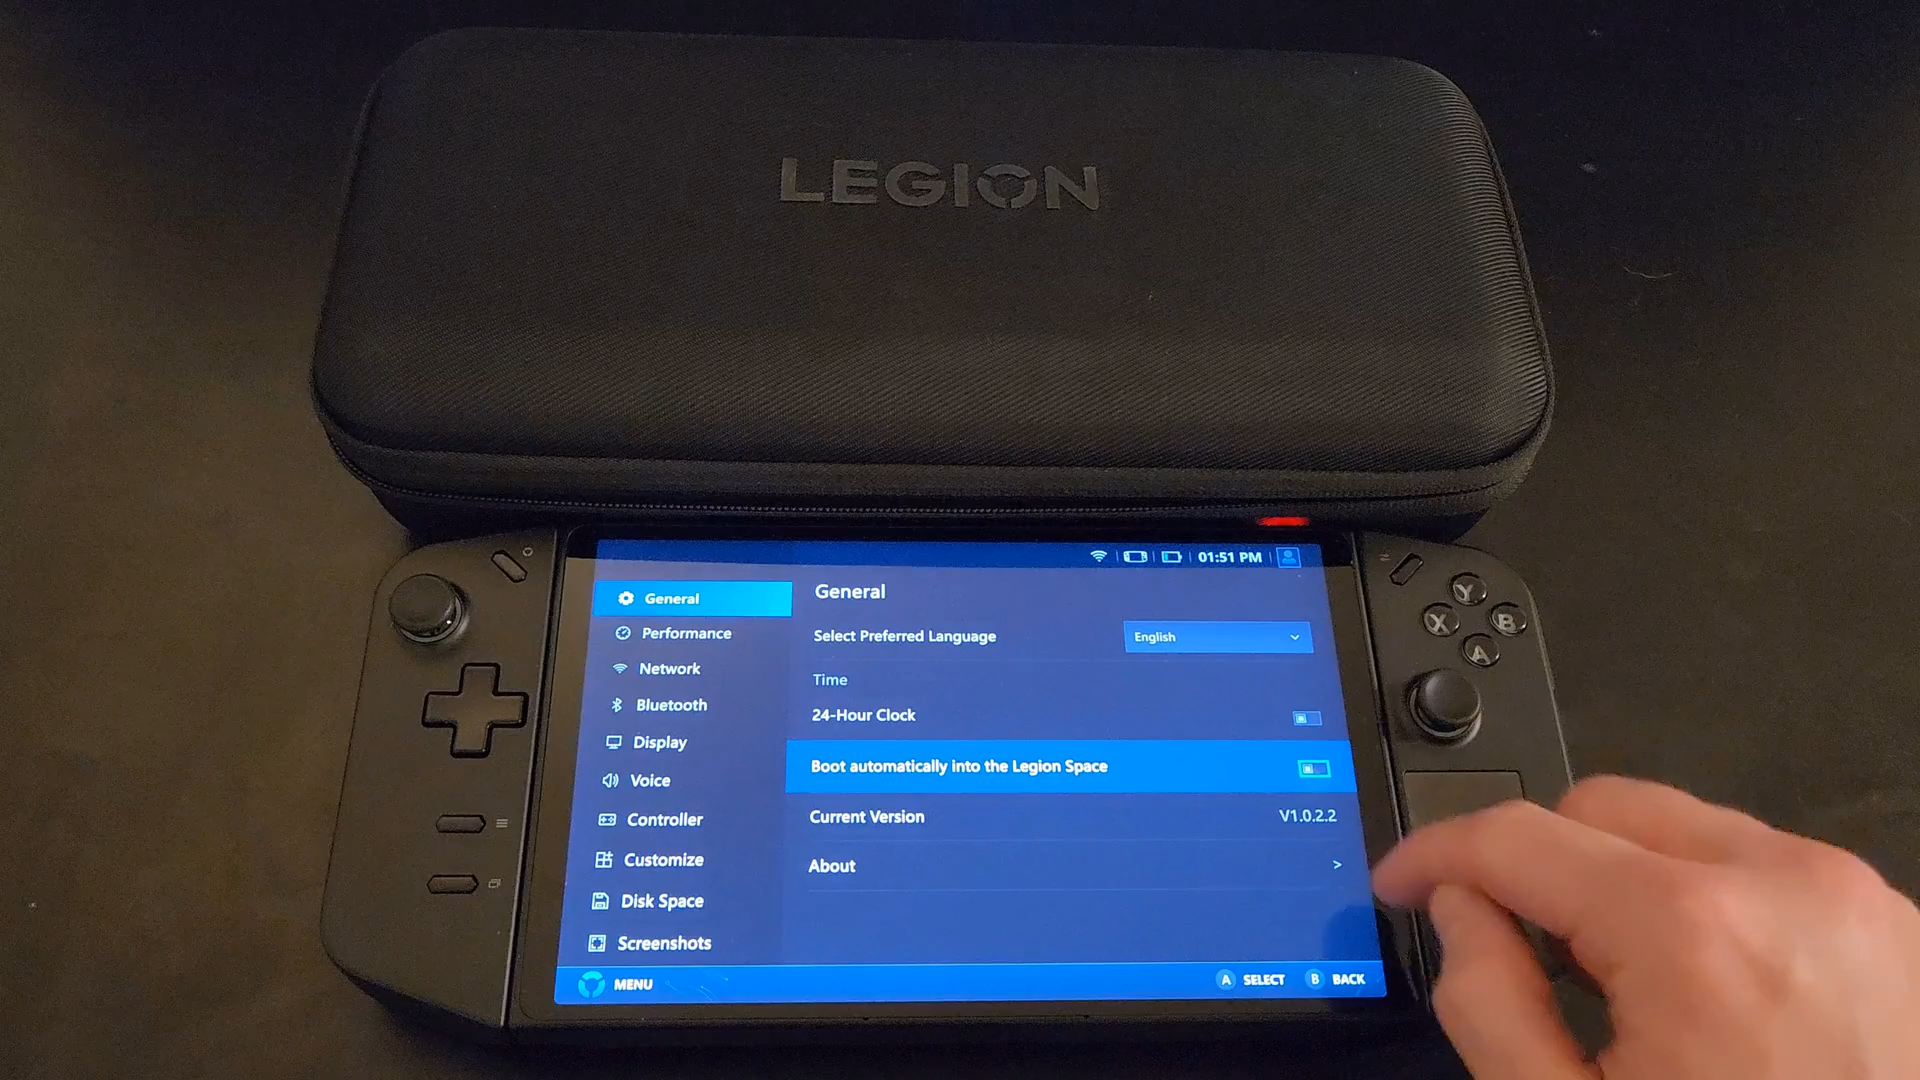 LEGION
01:51 PM
General
Performance
Network
Bluetooth
Display
Voice
Controller
Customize
Disk Space
Screenshots
General
Select Preferred Language
English
Time
24-Hour Clock
Boot automatically into the Legion Space
Current Version
V1.0.2.2
About
>
MENU
A SELECT
B BACK
Y
X
B
A